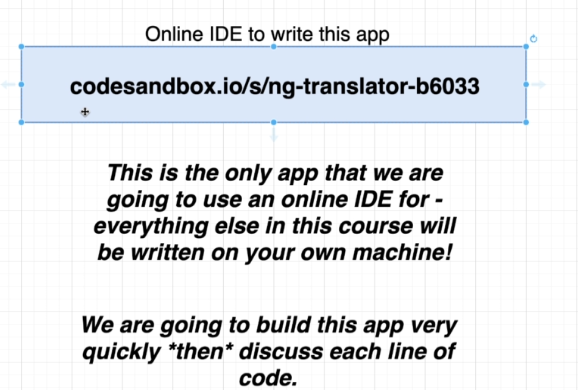 Online IDE to write this app
codesandbox.io/s/ng-translator-b6033
This is the only app that we are
going to use an online IDE for -
everything else in this course will
be written on your own machine!
We are going to build this app very
quickly *then* discuss each line of
code.